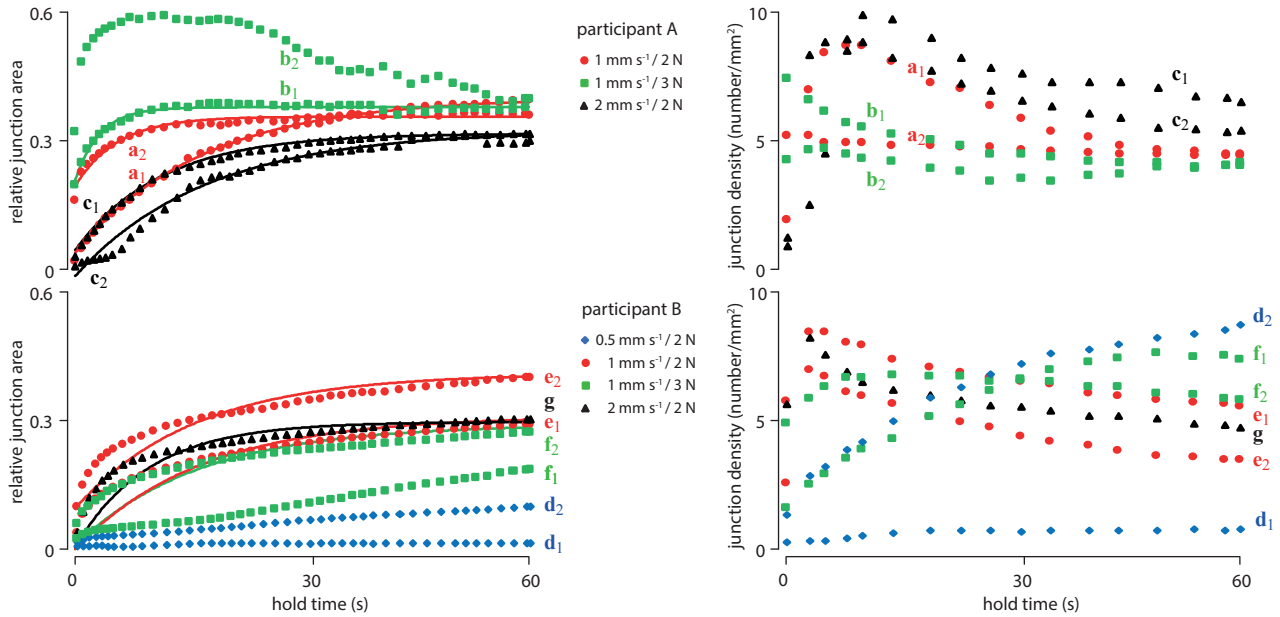 relative junction area
0.6
0.3
0
b₂
b₁
a₂
a₁
c₁
c₂
participant A
1 mm s⁻¹/ 2 N
1 mm s⁻¹/ 3 N
2 mm s⁻¹/ 2 N
junction density (number/mm²)
10
5
0
a₁
b₁
a₂
b₂
c₁
c₂
relative junction area
0.6
0.3
0
0
30
60
hold time (s)
e₂
g
e₁
f₂
f₁
d₂
d₁
participant B
0.5 mm s⁻¹/ 2 N
1 mm s⁻¹/ 2 N
1 mm s⁻¹/ 3 N
2 mm s⁻¹/ 2 N
junction density (number/mm²)
10
5
0
0
30
60
hold time (s)
d₂
f₁
f₂
e₁
g
e₂
d₁